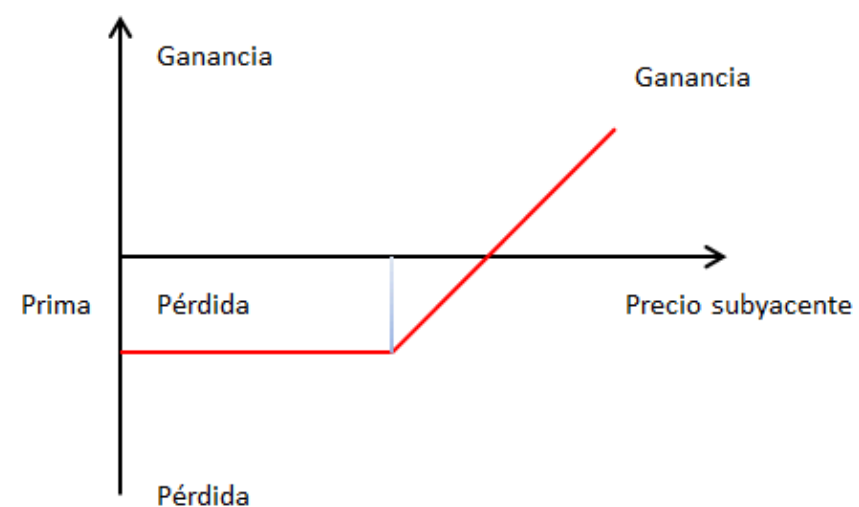 Ganancia
Ganancia
Prima
Pérdida
Precio subyacente
Pérdida